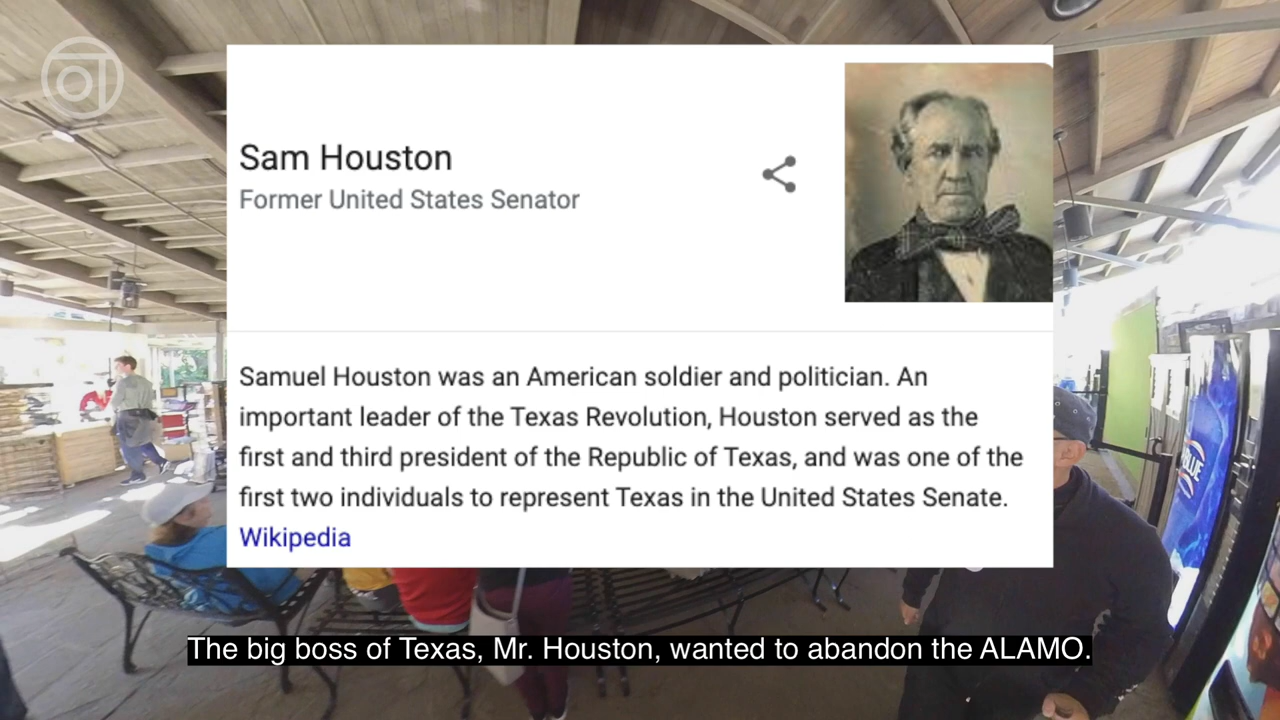 Sam Houston
Former United States Senator
Samuel Houston was an American soldier and politician. An
important leader of the Texas Revolution, Houston served as the
first and third president of the Republic of Texas, and was one of the
first two individuals to represent Texas in the United States Senate.
Wikipedia
The big boss of Texas, Mr. Houston, wanted to abandon the ALAMO.